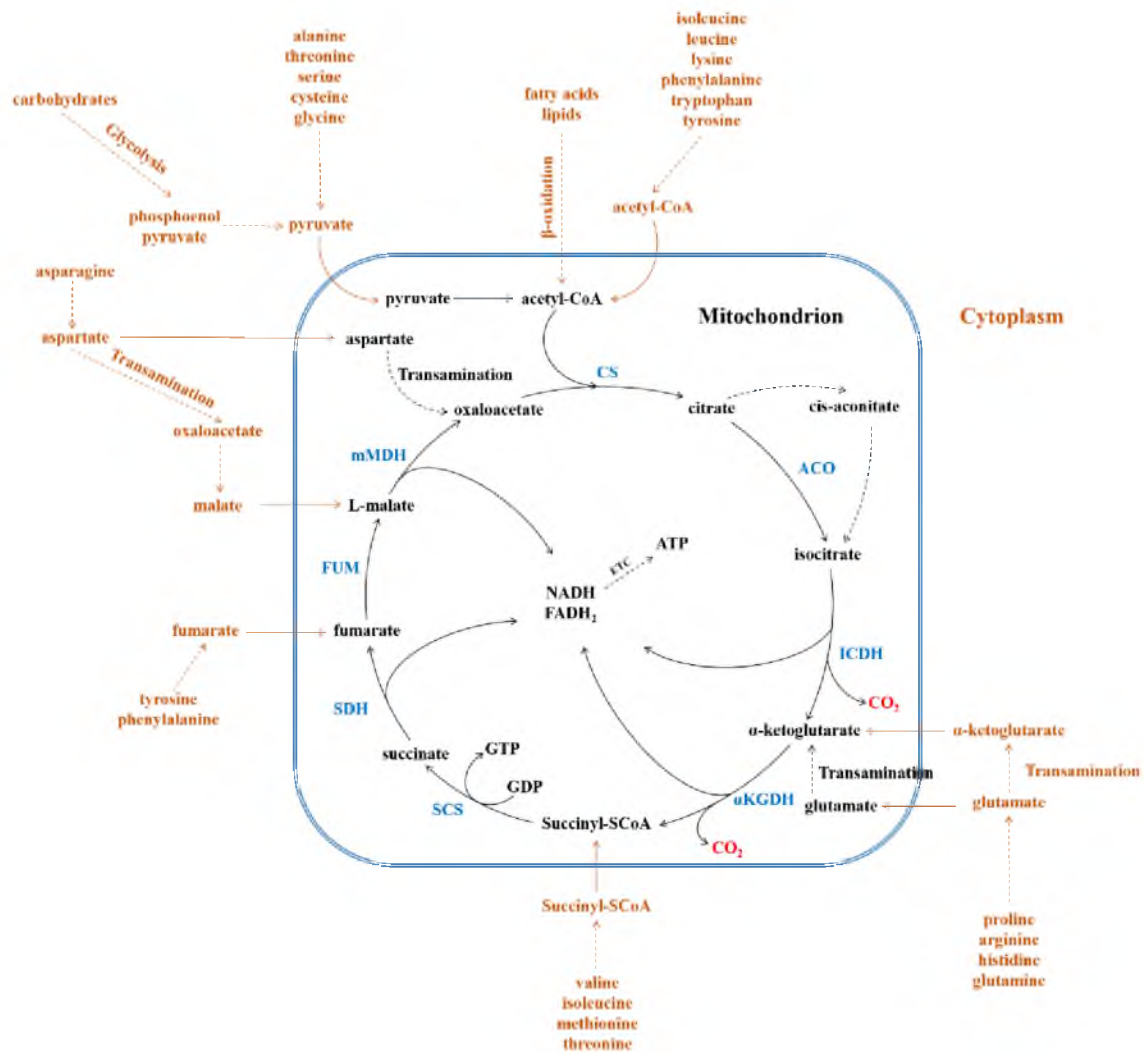 isoleucine
leucine
lysine
phenylalanine
tryptophan
tyrosine
alanine
threonine
serine
cysteine
glycine
carbohydrates
fatty acids
lipids
Glycolysis
β-oxidation
acetyl-CoA
phosphoenol
pyruvate
pyruvate
asparagine
pyruvate
acetyl-CoA
Mitochondrion
Cytoplasm
aspartate
aspartate
Transamination
Transamination
CS
oxaloacetate
citrate
cis-aconitate
oxaloacetate
mMDH
ACO
malate
L-malate
ETC
ATP
isocitrate
FUM
NADH
FADH₂
fumarate
fumarate
ICDH
tyrosine
phenylalanine
SDH
CO₂
α-ketoglutarate
α-ketoglutarate
succinate
GTP
Transamination
Transamination
GDP
αKGDH
glutamate
glutamate
SCS
Succinyl-SCoA
CO₂
Succinyl-SCoA
proline
arginine
histidine
glutamine
valine
isoleucine
methionine
threonine